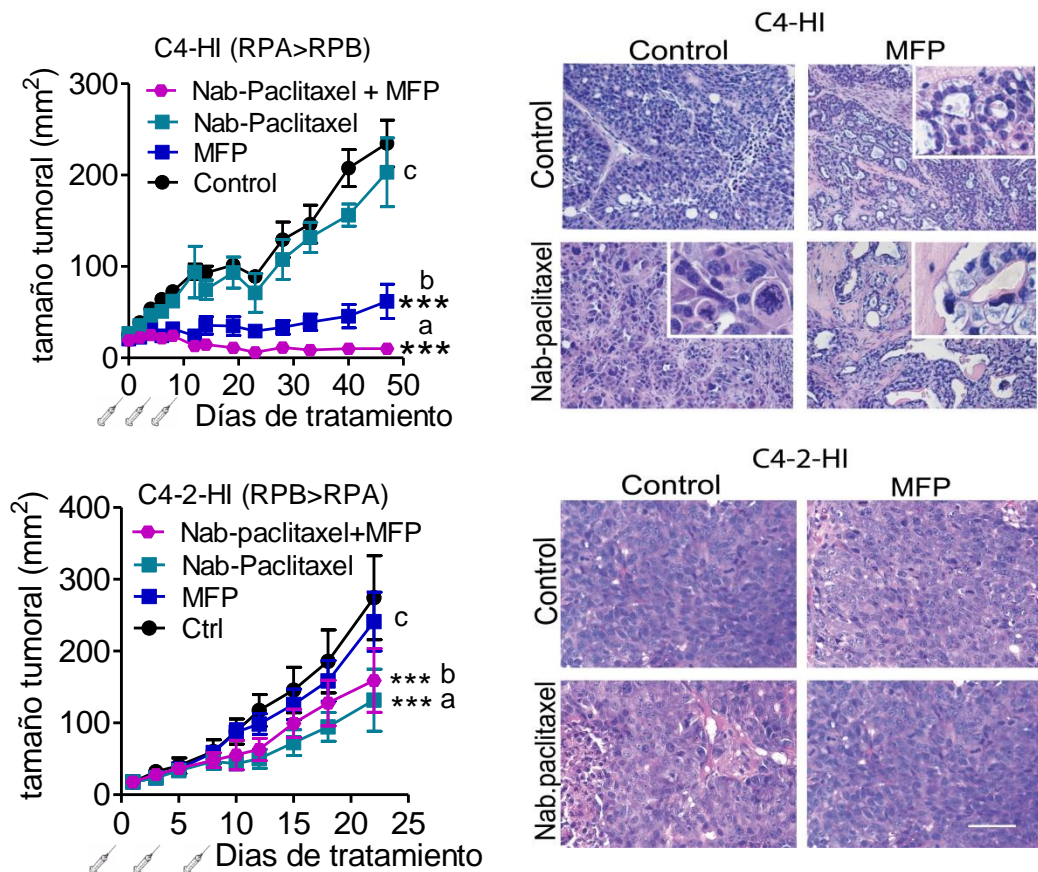 C4-HI (RPA>RPB)
tamaño tumoral (mm2)
300
200
100
0
Nab-Paclitaxel + MFP
Nab-Paclitaxel
MFP
Control
c
b
***
a
***
0 10 20 30 40 50
Días de tratamiento
C4-HI
Control MFP
Control
Nab-paclitaxel
C4-2-HI (RPB>RPA)
tamaño tumoral (mm2)
400
300
200
100
0
Nab-paclitaxel+MFP
Nab-Paclitaxel
MFP
Ctrl
c
*** b
*** a
0 5 10 15 20 25
Días de tratamiento
C4-2-HI
Control MFP
Control
Nab.paclitaxel